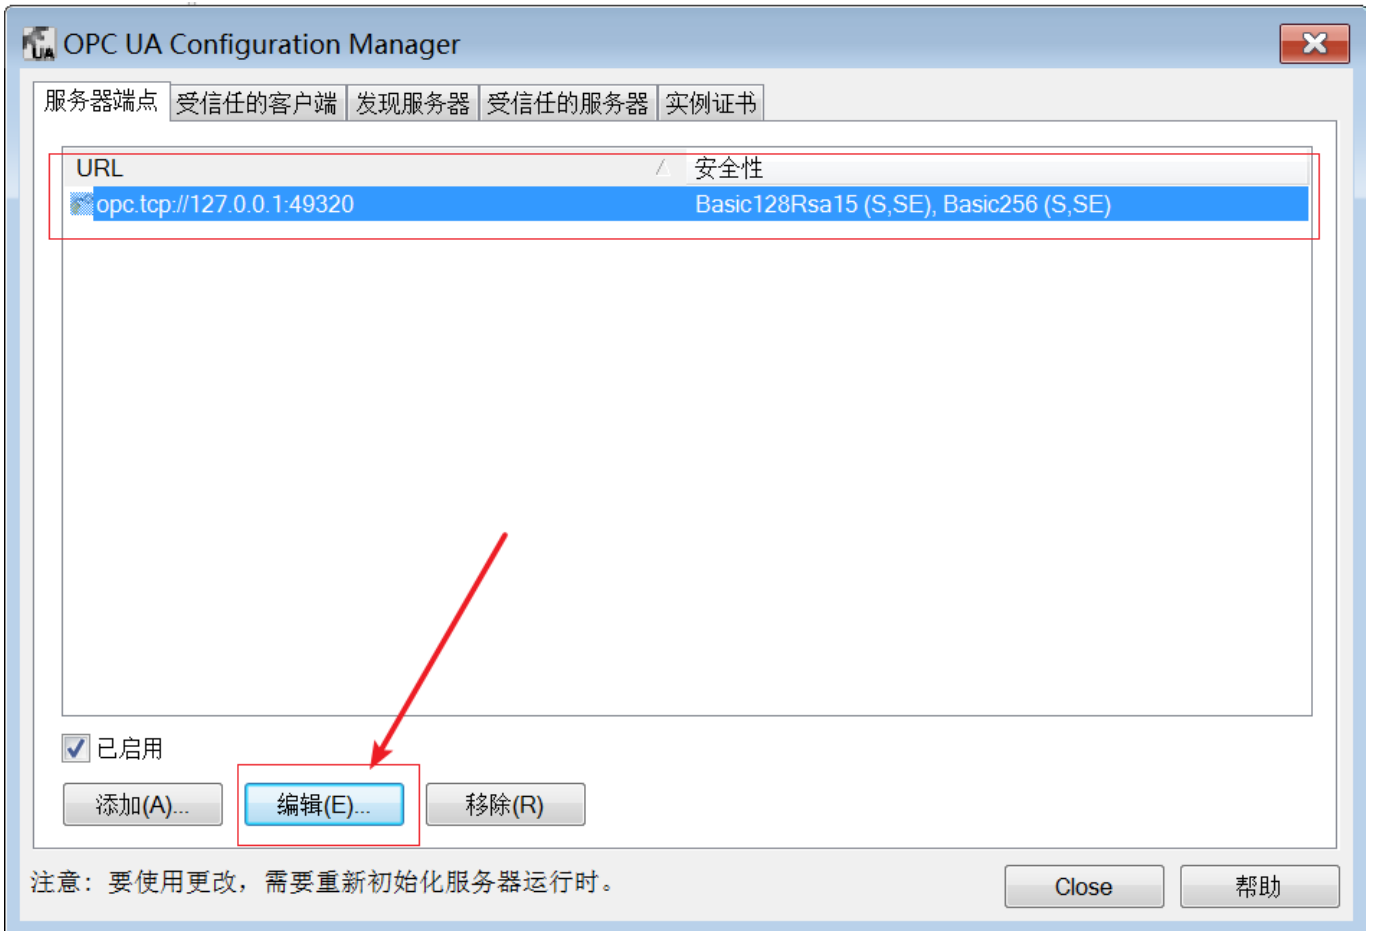 OPC UA Configuration Manager
服务器端点 受信任的客户端 发现服务器 受信任的服务器 实例证书
URL 安全性
opc.tcp://127.0.0.1:49320 Basic128Rsa15 (S,SE), Basic256 (S,SE)
已启用
添加(A)... 编辑(E)... 移除(R)
注意: 要使用更改，需要重新初始化服务器运行时。
Close 帮助